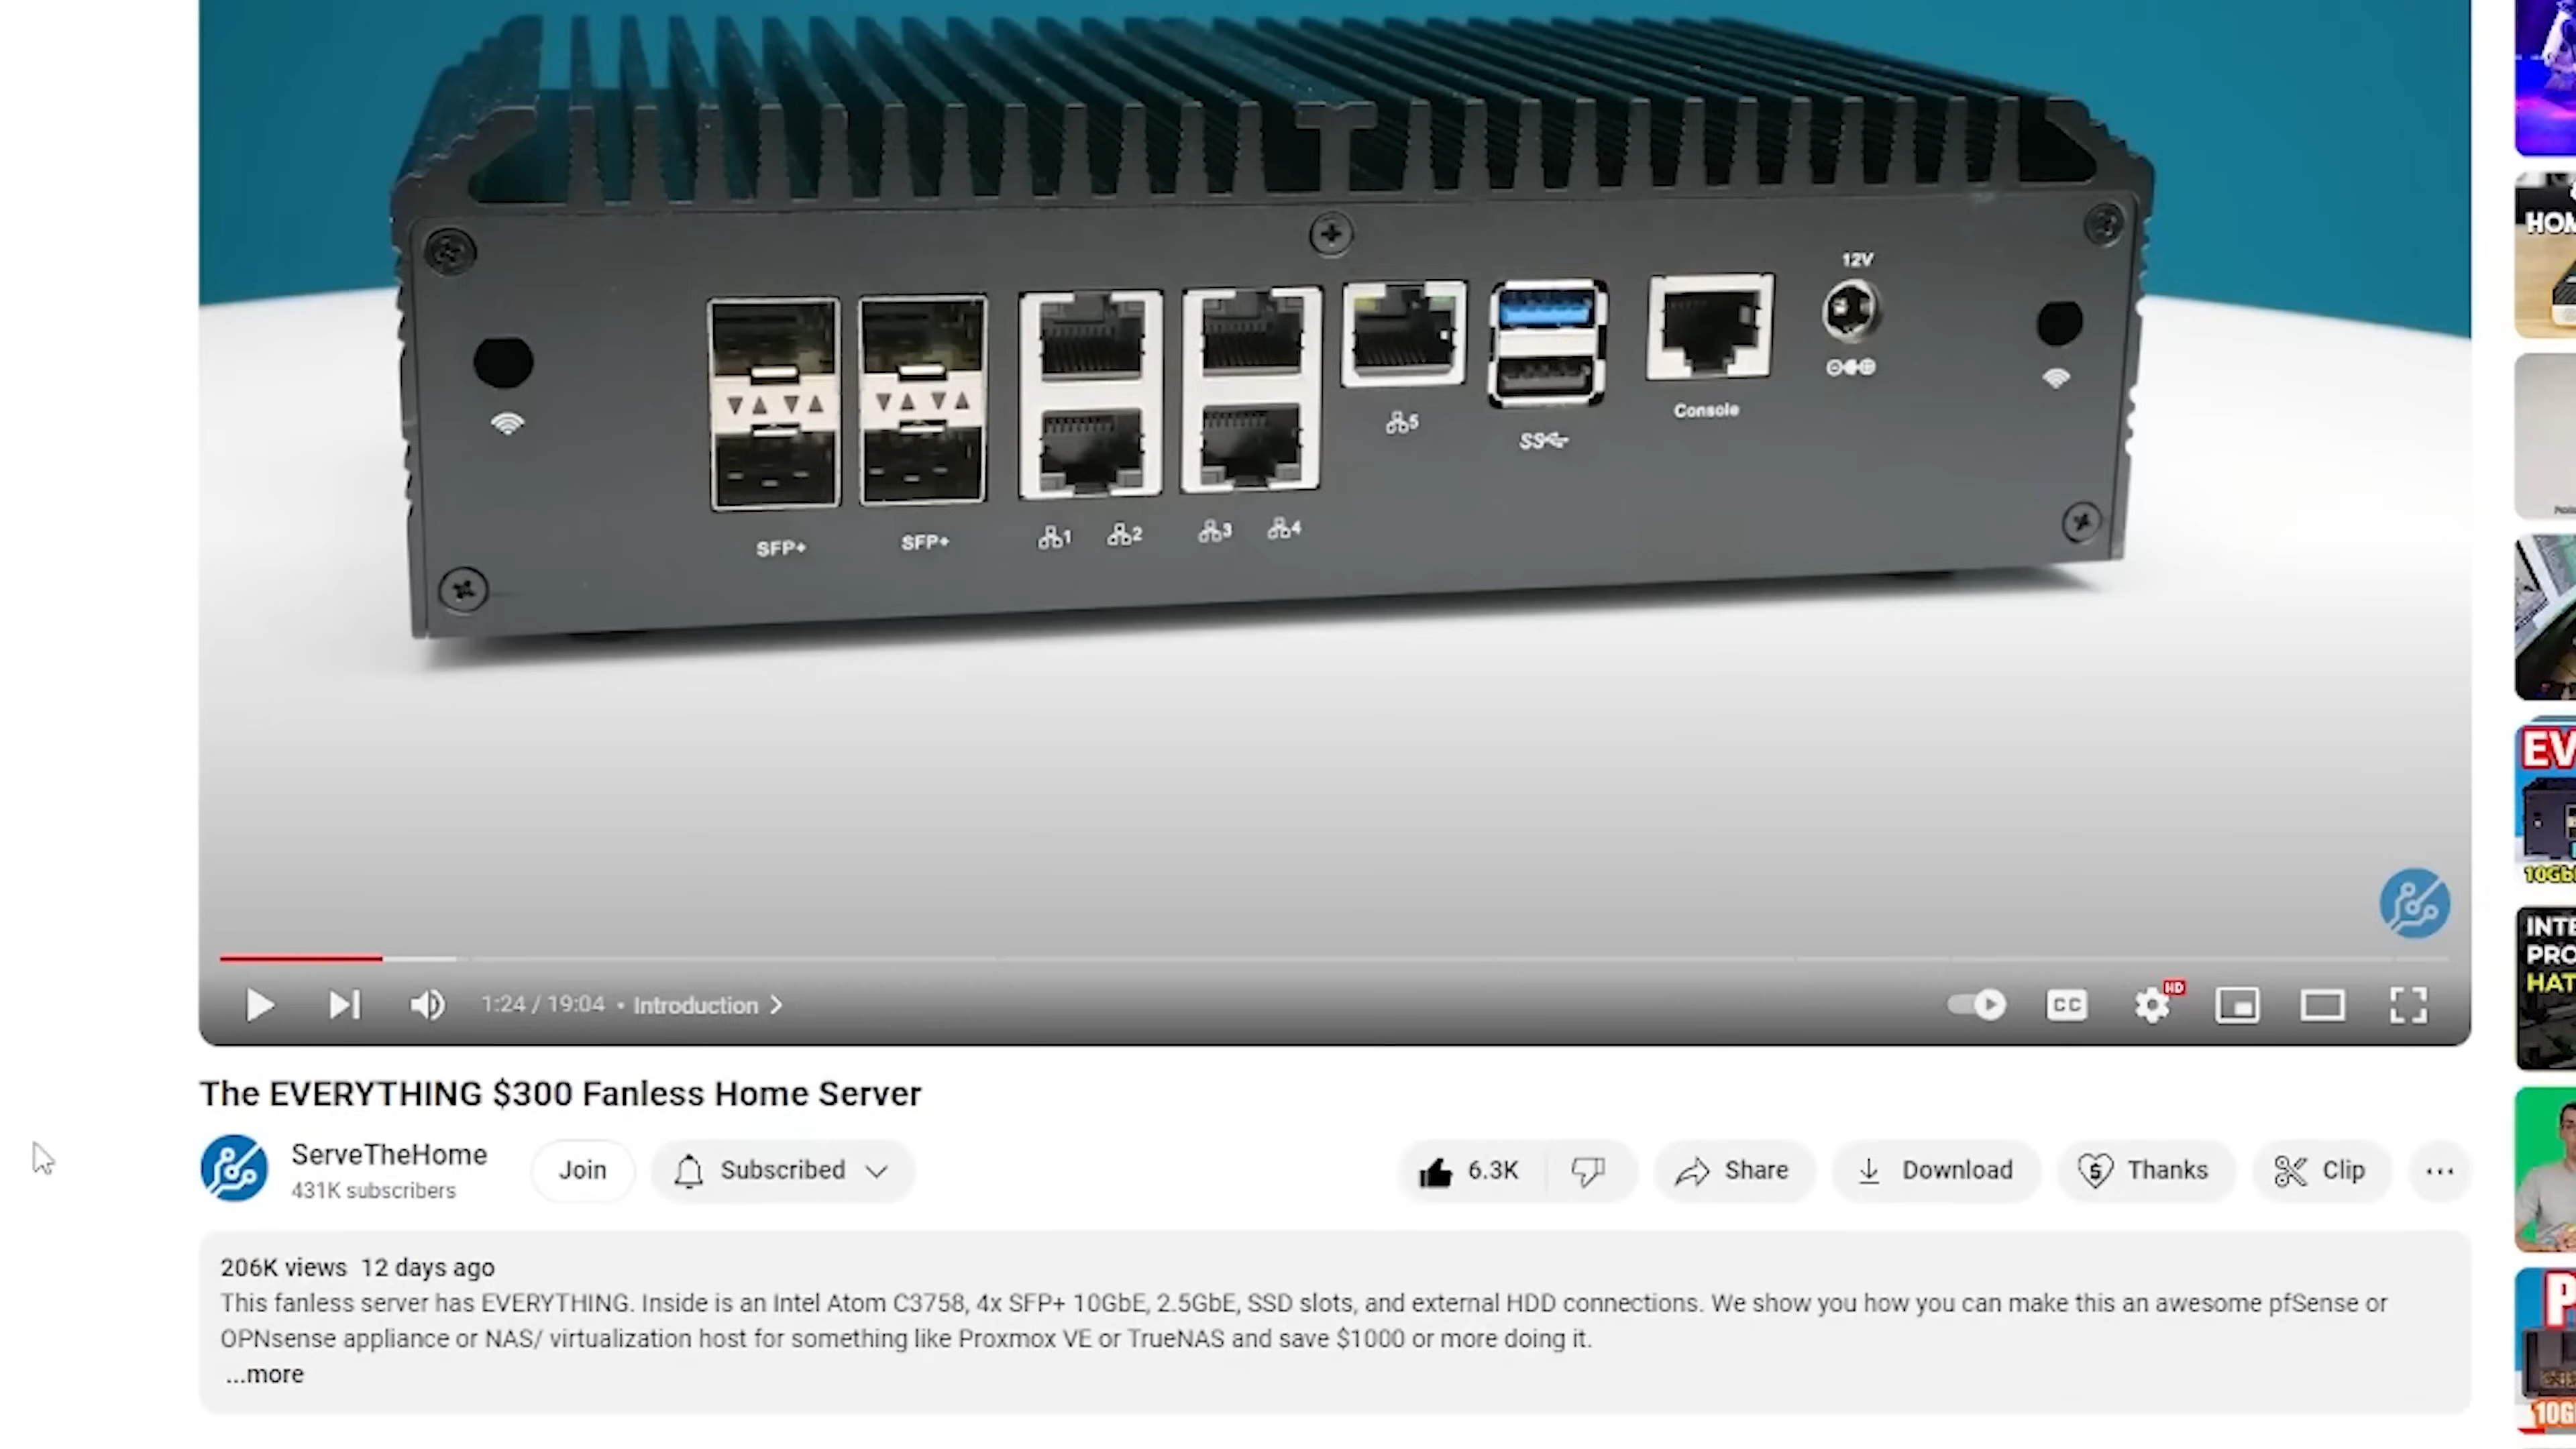 12V
SFP+
SFP+
1
2
3
4
5
SS
Console
1:24 / 19:04 • Introduction
CC
HD
The EVERYTHING $300 Fanless Home Server
ServeTheHome
431K subscribers
Join
Subscribed
6.3K
Share
Download
Thanks
Clip
206K views 12 days ago
This fanless server has EVERYTHING. Inside is an Intel Atom C3758, 4x SFP+ 10GbE, 2.5GbE, SSD slots, and external HDD connections. We show you how you can make this an awesome pfSense or
OPNsense appliance or NAS/ virtualization host for something like Proxmox VE or TrueNAS and save $1000 or more doing it.
...more